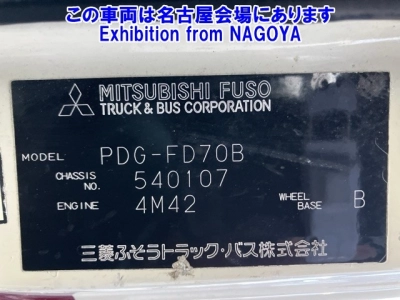 この車両は名古屋会場にあります
Exhibition from NAGOYA
MITSUBISHI FUSO
TRUCK & BUS CORPORATION
MODEL PDG-FD70B
CHASSIS NO. 540107
ENGINE 4M42 WHEEL BASE B
三菱ふそうトラック・バス株式会社